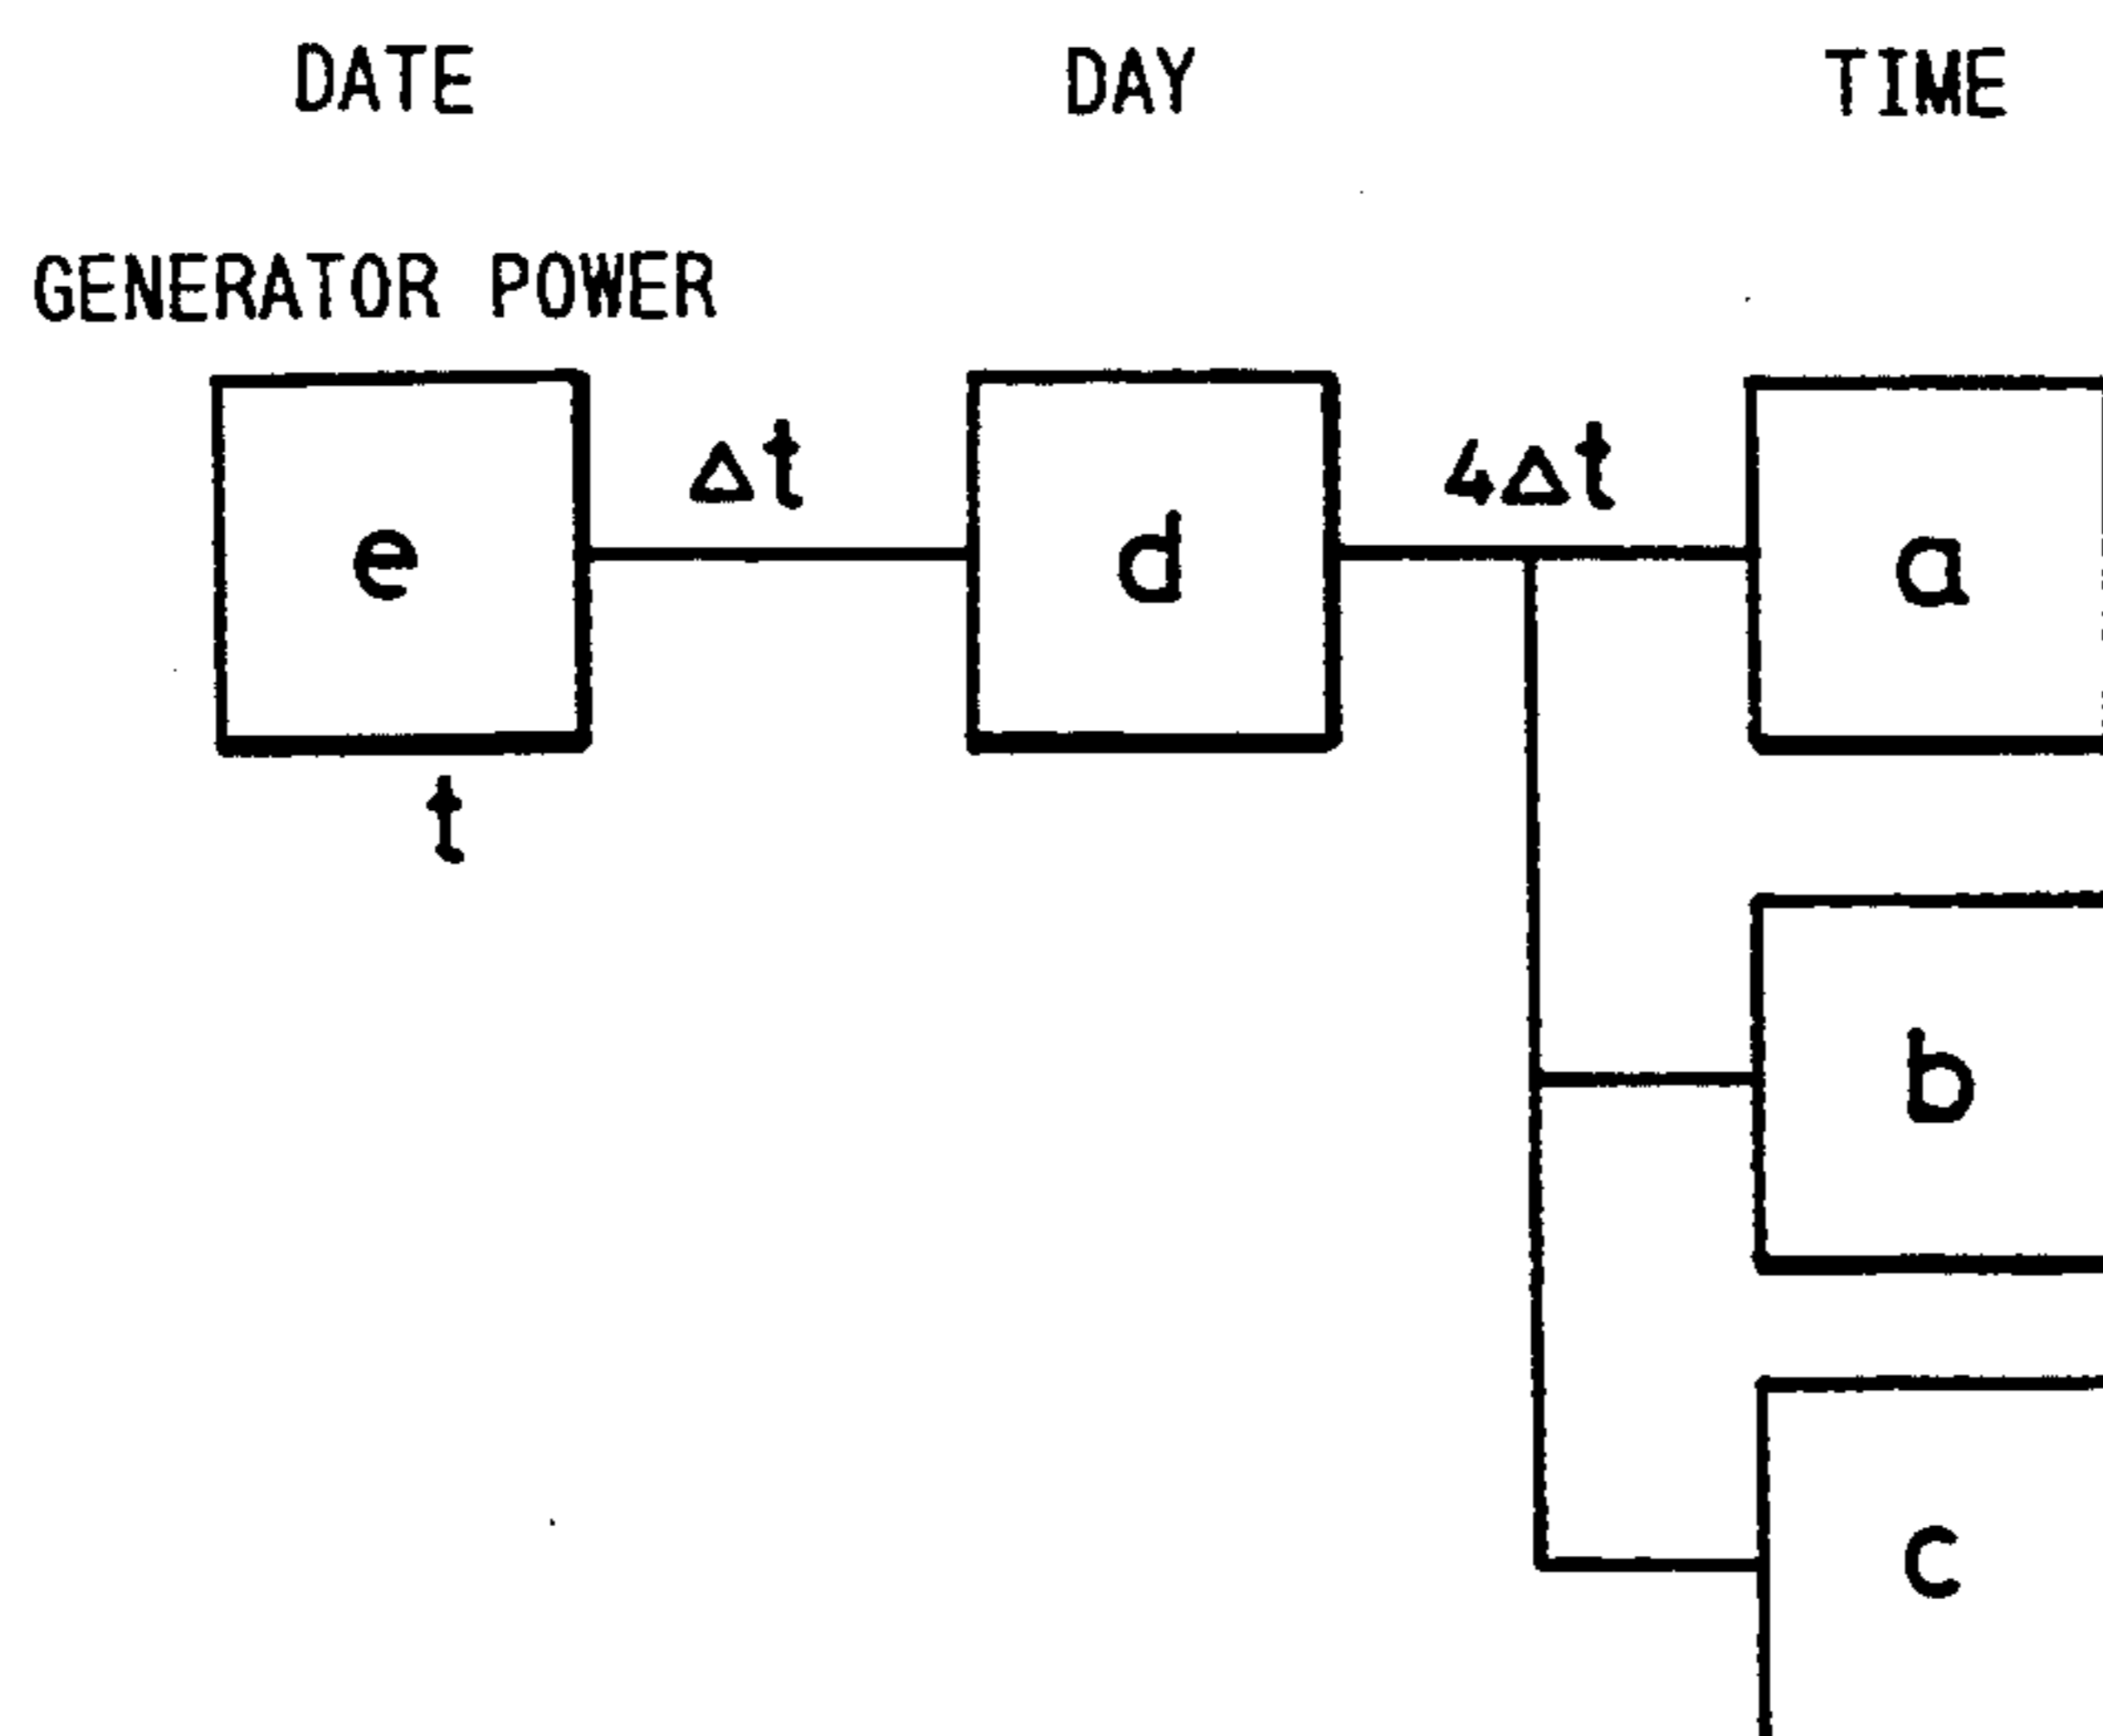 DATE DAY TIME
GENERATOR POWER
Δt 4Δt
e d a
t
b
c